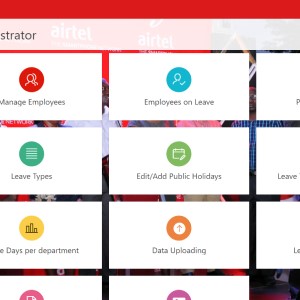 airtel
airtel
strator
Manage Employees
Employees on Leave
P
NETWORK
Leave Types
Edit/Add Public Holidays
Leave
e Days per department
Data Uploading
Le